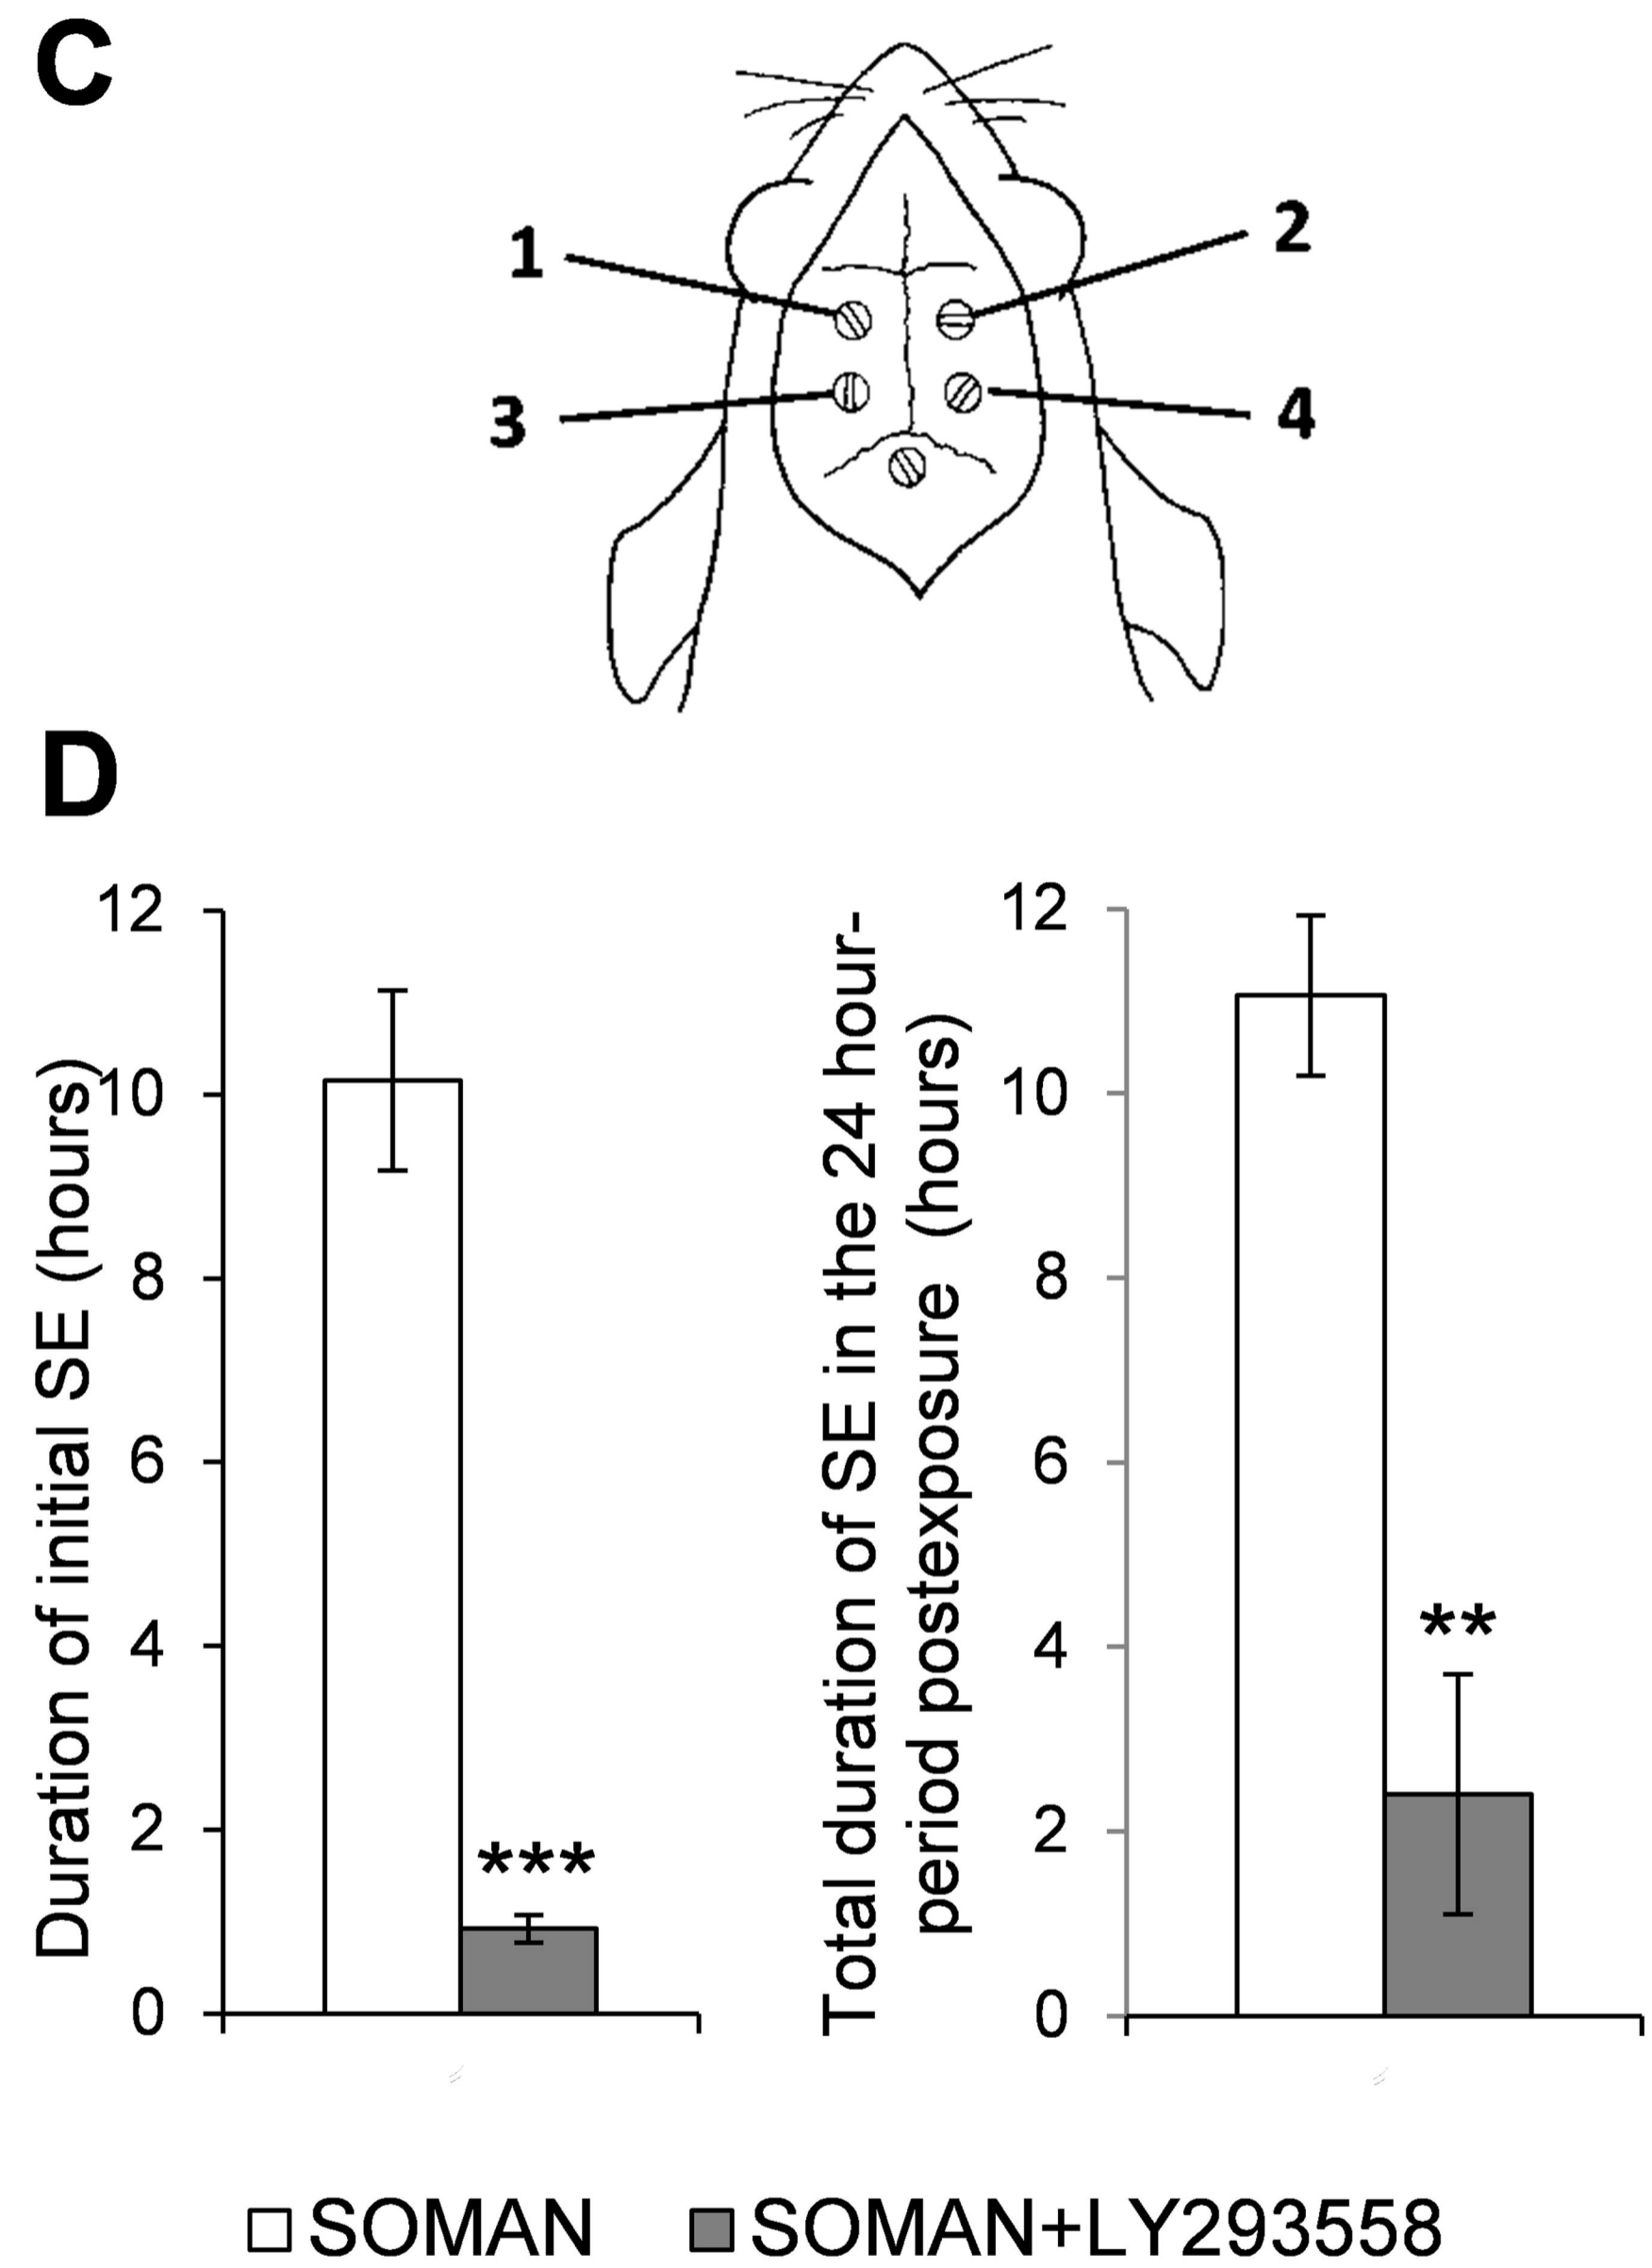 C
1
2
3
4
D
Duration of initial SE (hours)
12
10
8
6
4
2
0
***
Total duration of SE in the 24 hour-
period postexposure (hours)
12
10
8
6
4
2
0
**
SOMAN
SOMAN+LY293558